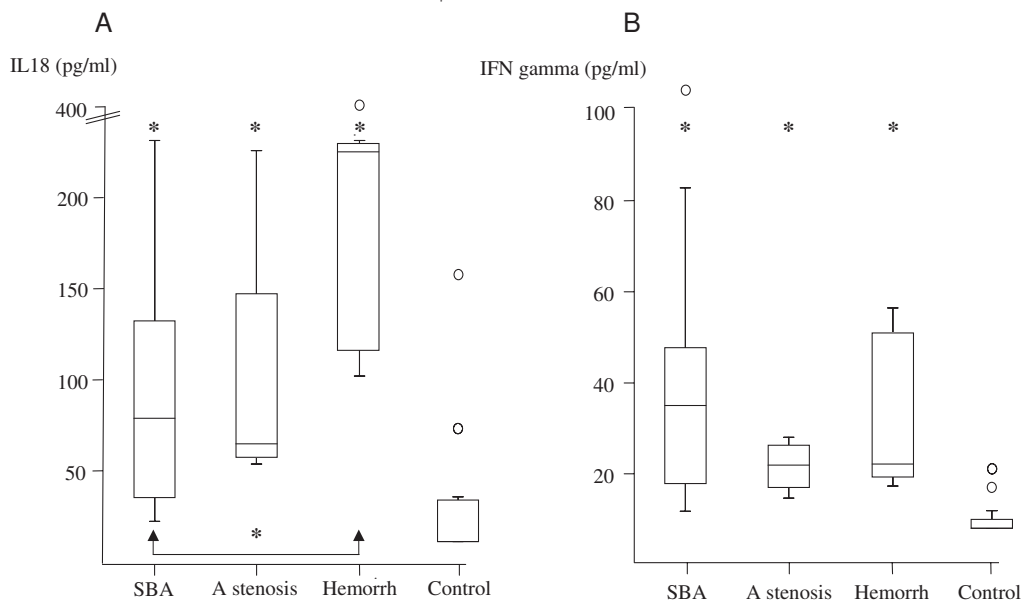 A
B
IL18 (pg/ml)
IFN gamma (pg/ml)
400
200
150
100
50
* * *
*
SBA A stenosis Hemorrh Control
100
80
60
40
20
* * *
SBA A stenosis Hemorrh Control